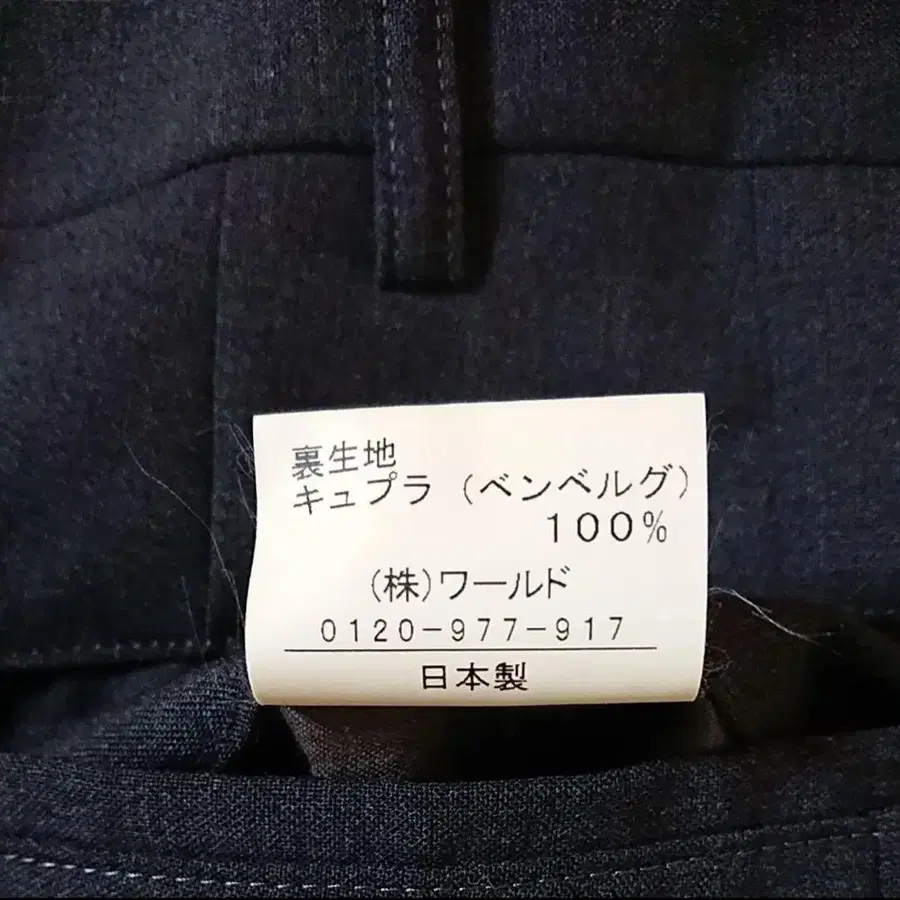 裏生地
キュプラ（ベンベルグ）
100%
(株)ワールド
0120-977-917
日本製